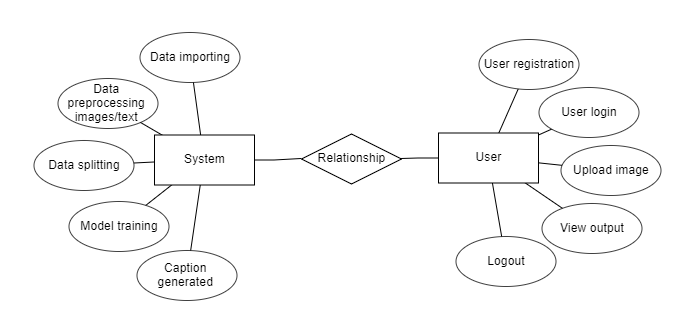 Data importing
Data
preprocessing
images/text
Data splitting
Model training
Caption
generated
System
Relationship
User
User registration
User login
Upload image
View output
Logout